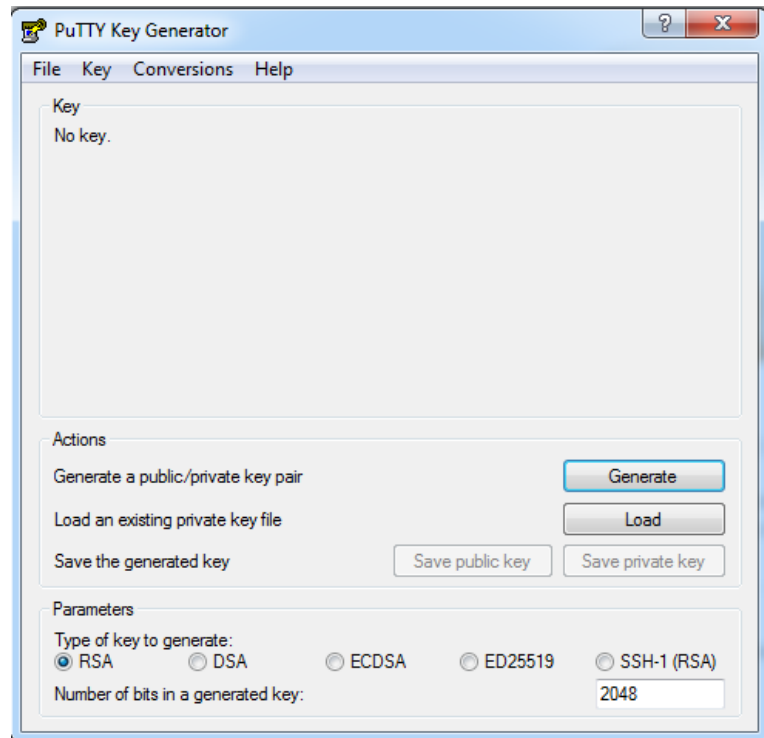 PuTTY Key Generator
? X
File Key Conversions Help
Key
No key.
Actions
Generate a public/private key pair Generate
Load an existing private key file Load
Save the generated key Save public key Save private key
Parameters
Type of key to generate:
RSA DSA ECDSA ED25519 SSH-1 (RSA)
Number of bits in a generated key: 2048